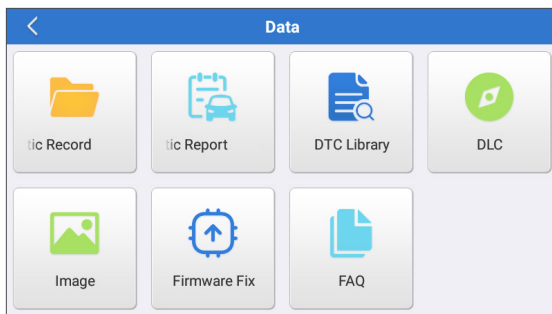 Data
tic Record
tic Report
DTC Library
DLC
Image
Firmware Fix
FAQ